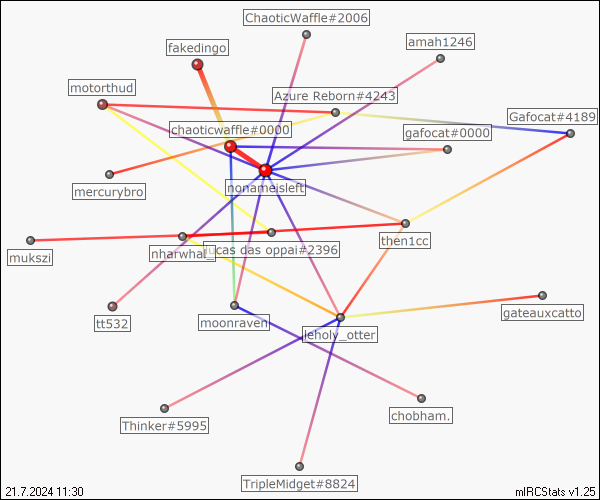 ChaoticWaffle#2006
fakedingo
amah1246
motorthud
Azure Reborn#4243
Gafocat#4189
chaoticwaffle#0000
gafocat#0000
mercurybro
nonameisleft
then1cc
mukszi
nharwhal_
lucas das oppai#2396
tt532
moonraven
leholy_otter
gateauxcatto
Thinker#5995
chobham.
TripleMidget#8824
21.7.2024 11:30
mIRCStats v1.25